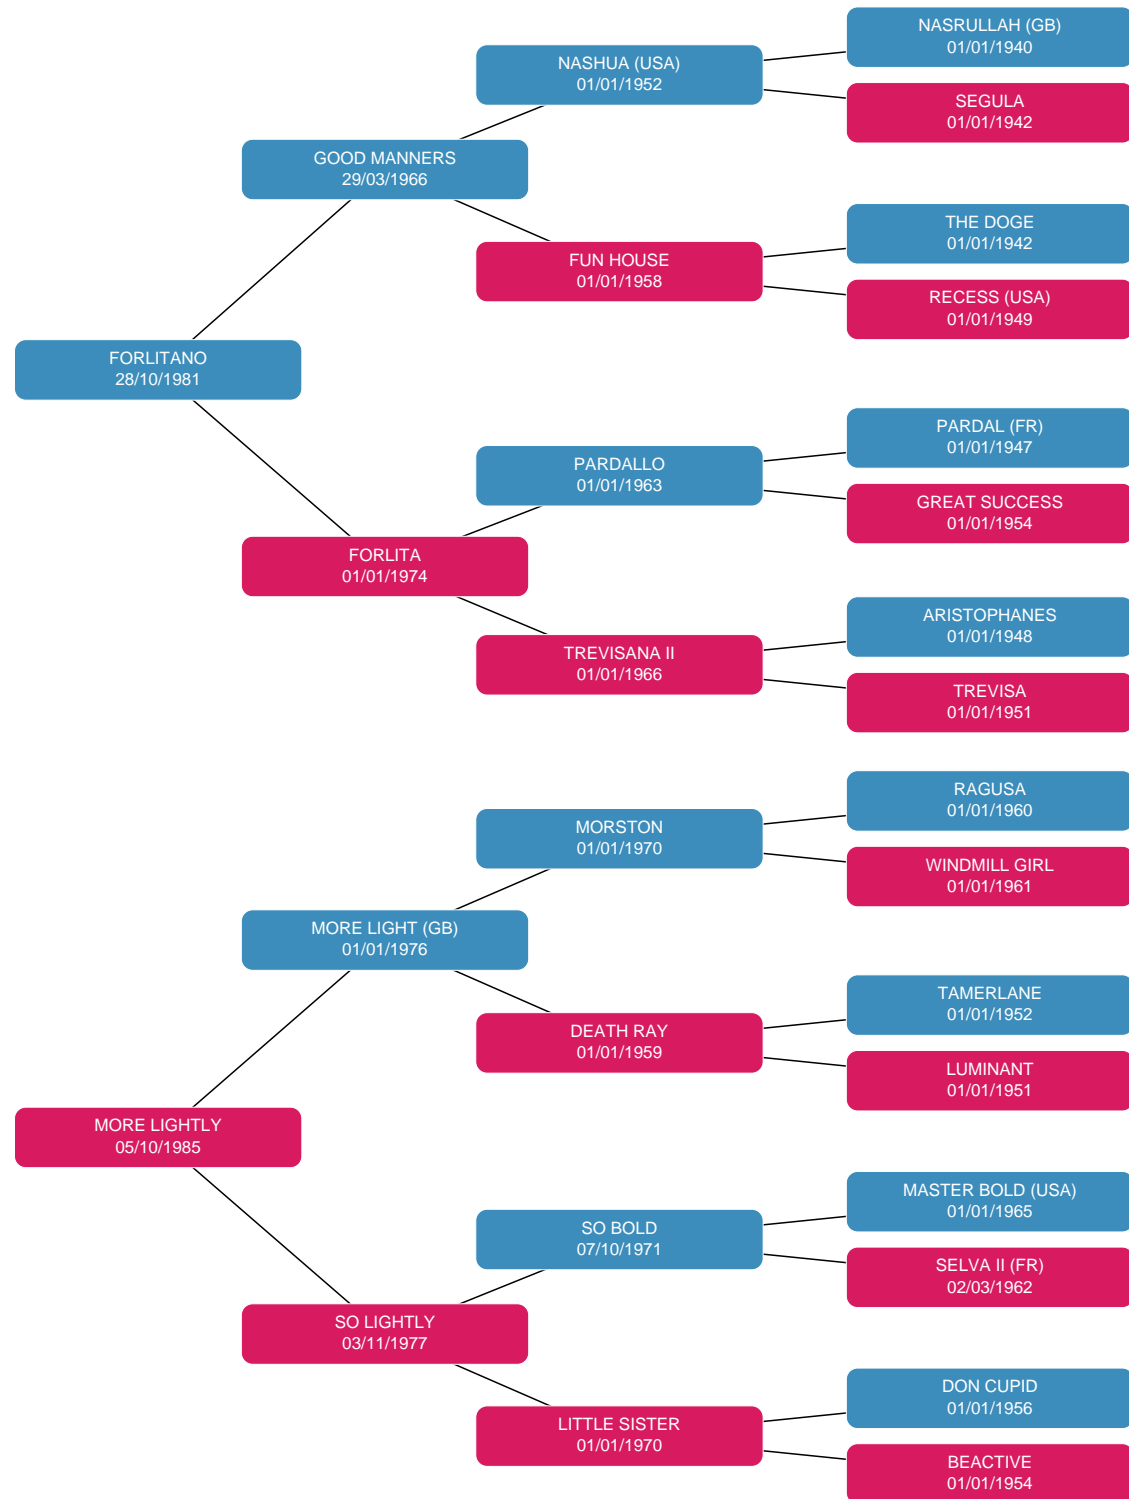 NASRULLAH (GB)
01/01/1940
NASHUA (USA)
01/01/1952
SEGULA
01/01/1942
GOOD MANNERS
29/03/1966
THE DOGE
01/01/1942
FUN HOUSE
01/01/1958
RECESS (USA)
01/01/1949
FORLITANO
28/10/1981
PARDAL (FR)
01/01/1947
PARDALLO
01/01/1963
GREAT SUCCESS
01/01/1954
FORLITA
01/01/1974
ARISTOPHANES
01/01/1948
TREVISANA II
01/01/1966
TREVISA
01/01/1951
RAGUSA
01/01/1960
MORSTON
01/01/1970
WINDMILL GIRL
01/01/1961
MORE LIGHT (GB)
01/01/1976
TAMERLANE
01/01/1952
DEATH RAY
01/01/1959
LUMINANT
01/01/1951
MORE LIGHTLY
05/10/1985
MASTER BOLD (USA)
01/01/1965
SO BOLD
07/10/1971
SELVA II (FR)
02/03/1962
SO LIGHTLY
03/11/1977
DON CUPID
01/01/1956
LITTLE SISTER
01/01/1970
BEACTIVE
01/01/1954